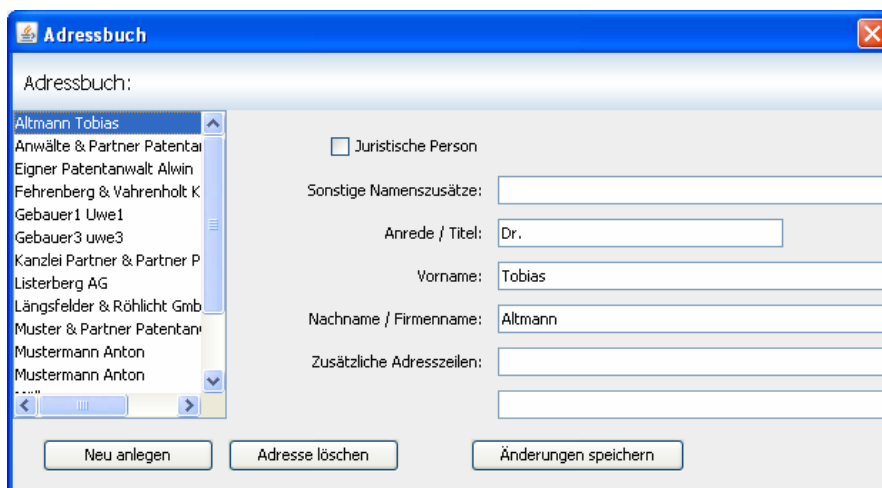 Adressbuch
Adressbuch:
Altmann Tobias
Anwälte & Partner Patenta
Eigner Patentanwalt Alwin
Fehrenberg & Vahrenholt K
Gebauer1 Uwe1
Gebauer3 uwe3
Kanzlei Partner & Partner P
Listerberg AG
Längsfelder & Röhlicht Gmb
Muster & Partner Patentan
Mustermann Anton
Mustermann Anton
Juristische Person
Sonstige Namenszusätze:
Anrede / Titel: Dr.
Vorname: Tobias
Nachname / Firmenname: Altmann
Zusätzliche Adresszeilen:
Neu anlegen Adresse löschen Änderungen speichern